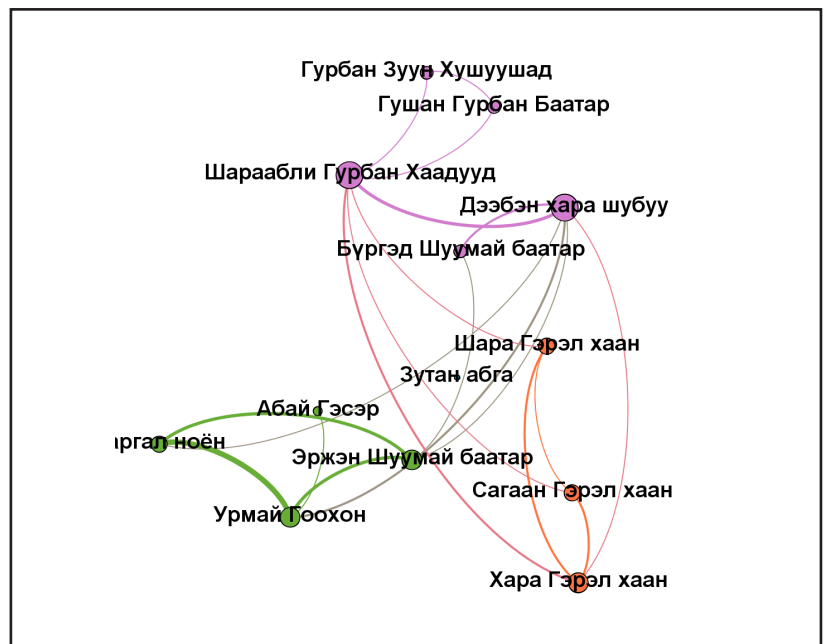 Гурбан Зуун Хушуушад
Гушан Гурбан Баатар
Шараабли Гурбан Хаадууд
Дээбэн хара шубуу
Бүргэд Шуумай баатар
Шара Гэрэл хаан
Зутан абга
Абай Гэсэр
ноён
Эржэн Шуумай баатар
Сагаан Гэрэл хаан
Урмай Гоохон
Хара Гэрэл хаан